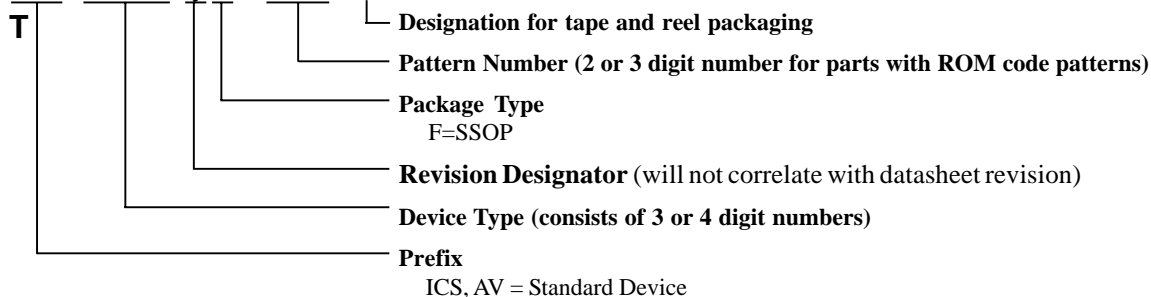 T
Designation for tape and reel packaging
Pattern Number (2 or 3 digit number for parts with ROM code patterns)
Package Type
F=SSOP
Revision Designator (will not correlate with datasheet revision)
Device Type (consists of 3 or 4 digit numbers)
Prefix
ICS, AV = Standard Device